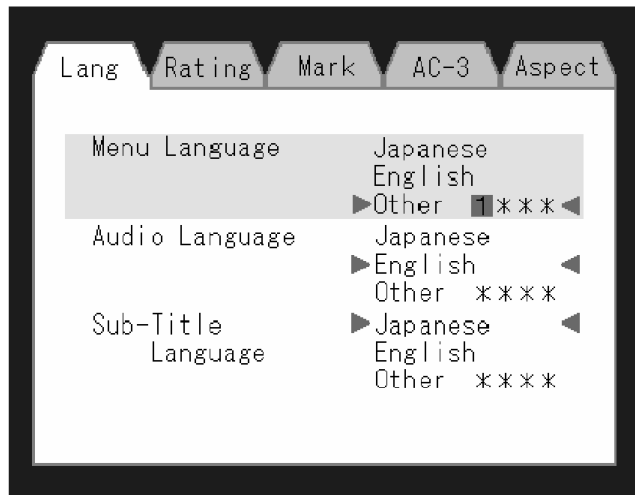 Lang Rating Mark AC-3 Aspect
Menu Language Japanese
English
▶Other 1***◀
Audio Language Japanese
▶English ◀
Other ****
Sub-Title ▶Japanese ◀
Language English
Other ****